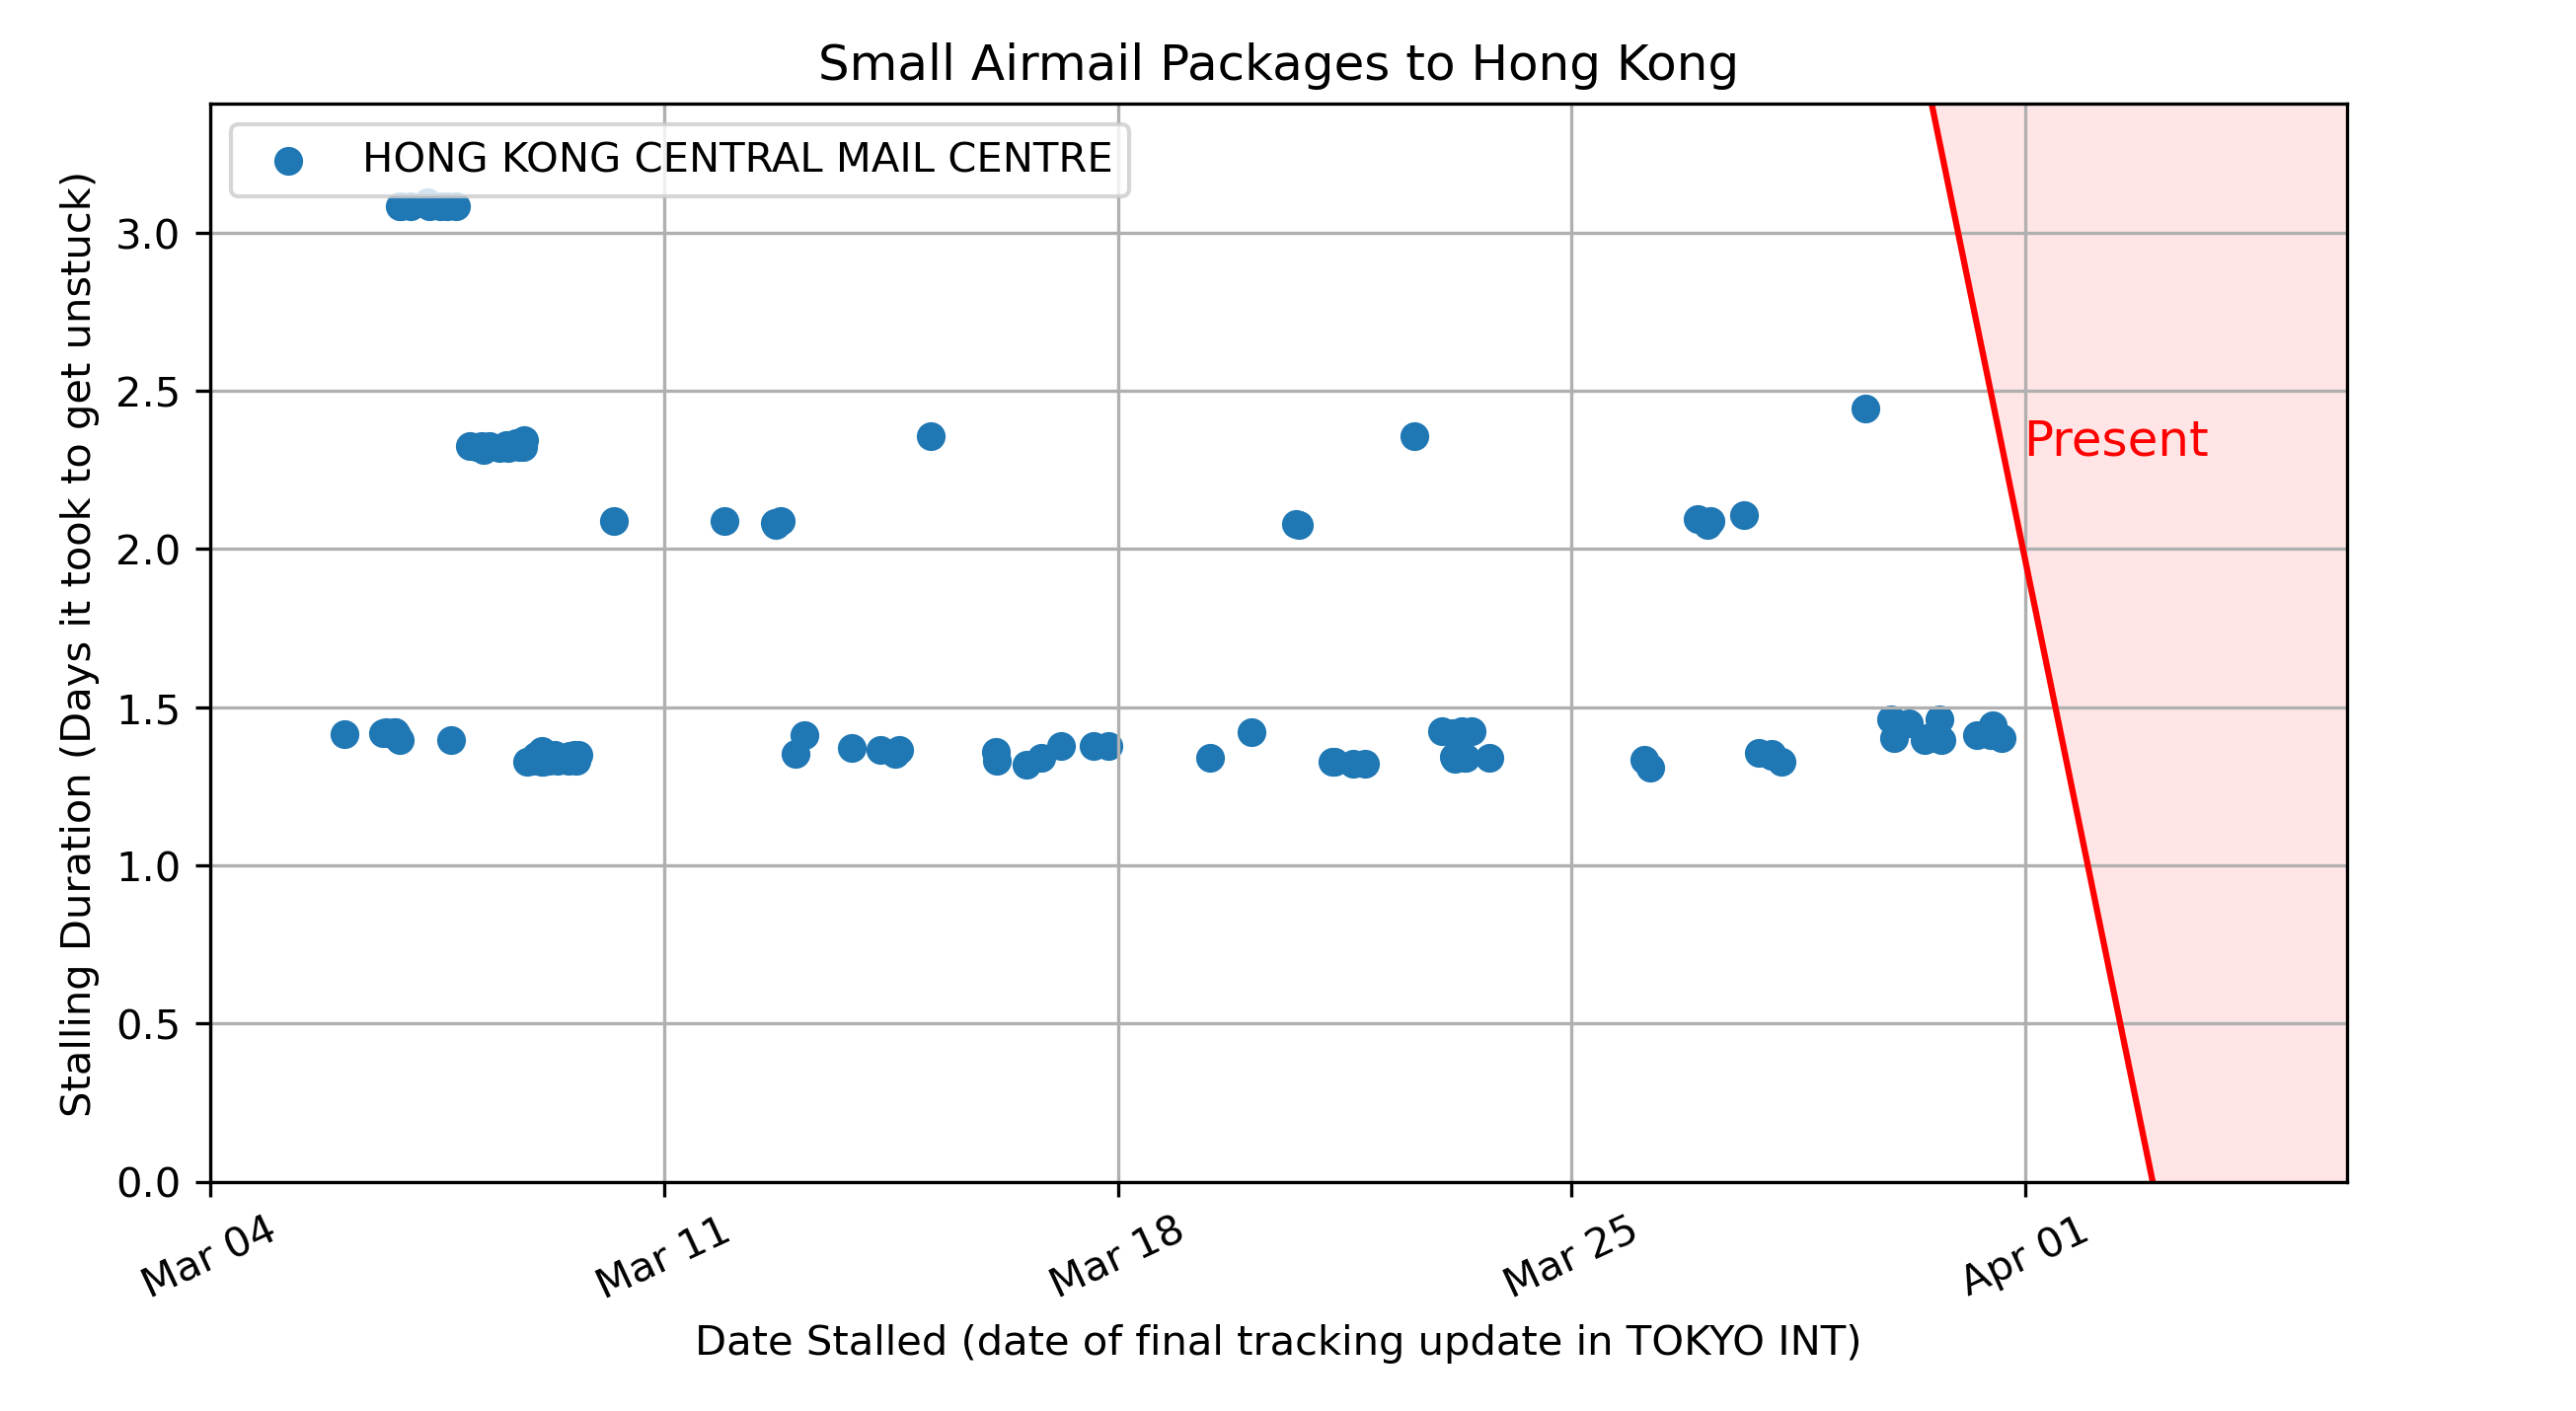 Small Airmail Packages to Hong Kong
HONG KONG CENTRAL MAIL CENTRE
Stalling Duration (Days it took to get unstuck)
3.0
2.5
2.0
1.5
1.0
0.5
0.0
Present
Mar 04
Mar 11
Mar 18
Mar 25
Apr 01
Date Stalled (date of final tracking update in TOKYO INT)